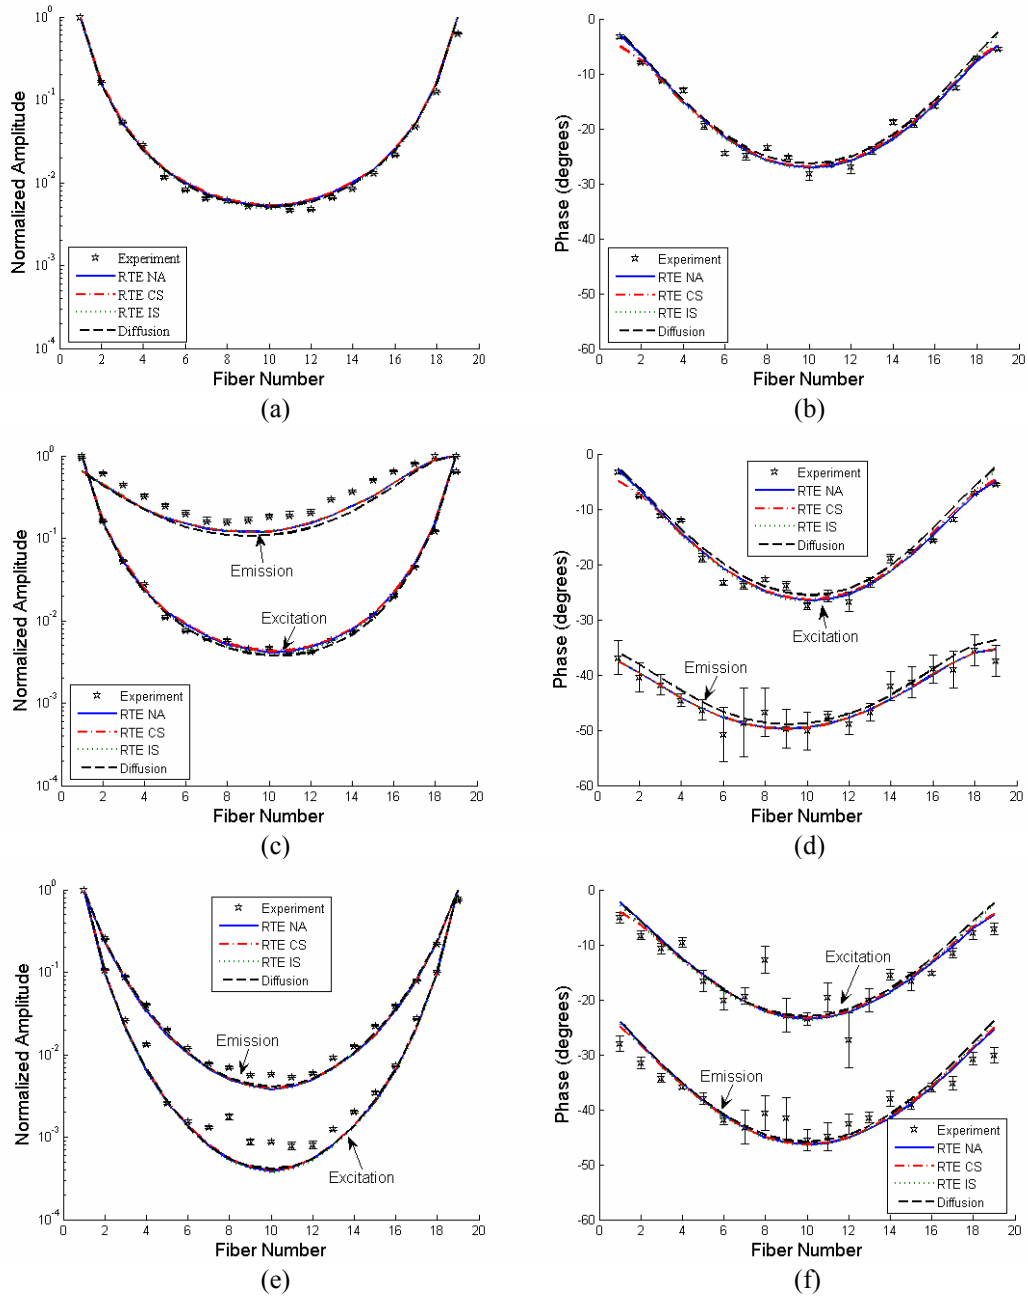 Normalized Amplitude
10^0
10^-1
10^-2
10^-3
10^-4
Experiment
RTE NA
RTE CS
RTE IS
Diffusion
0 2 4 6 8 10 12 14 16 18 20
Fiber Number
(a)
Phase (degrees)
0
-10
-20
-30
-40
-50
-60
Experiment
RTE NA
RTE CS
RTE IS
Diffusion
0 2 4 6 8 10 12 14 16 18 20
Fiber Number
(b)
Normalized Amplitude
10^0
10^-1
10^-2
10^-3
10^-4
Emission
Excitation
Experiment
RTE NA
RTE CS
RTE IS
Diffusion
0 2 4 6 8 10 12 14 16 18 20
Fiber Number
(c)
Phase (degrees)
0
-10
-20
-30
-40
-50
-60
Experiment
RTE NA
RTE CS
RTE IS
Diffusion
Excitation
Emission
0 2 4 6 8 10 12 14 16 18 20
Fiber Number
(d)
Normalized Amplitude
10^0
10^-1
10^-2
10^-3
10^-4
Experiment
RTE NA
RTE CS
RTE IS
Diffusion
Emission
Excitation
0 2 4 6 8 10 12 14 16 18 20
Fiber Number
(e)
Phase (degrees)
0
-10
-20
-30
-40
-50
-60
Excitation
Emission
Experiment
RTE NA
RTE CS
RTE IS
Diffusion
0 2 4 6 8 10 12 14 16 18 20
Fiber Number
(f)